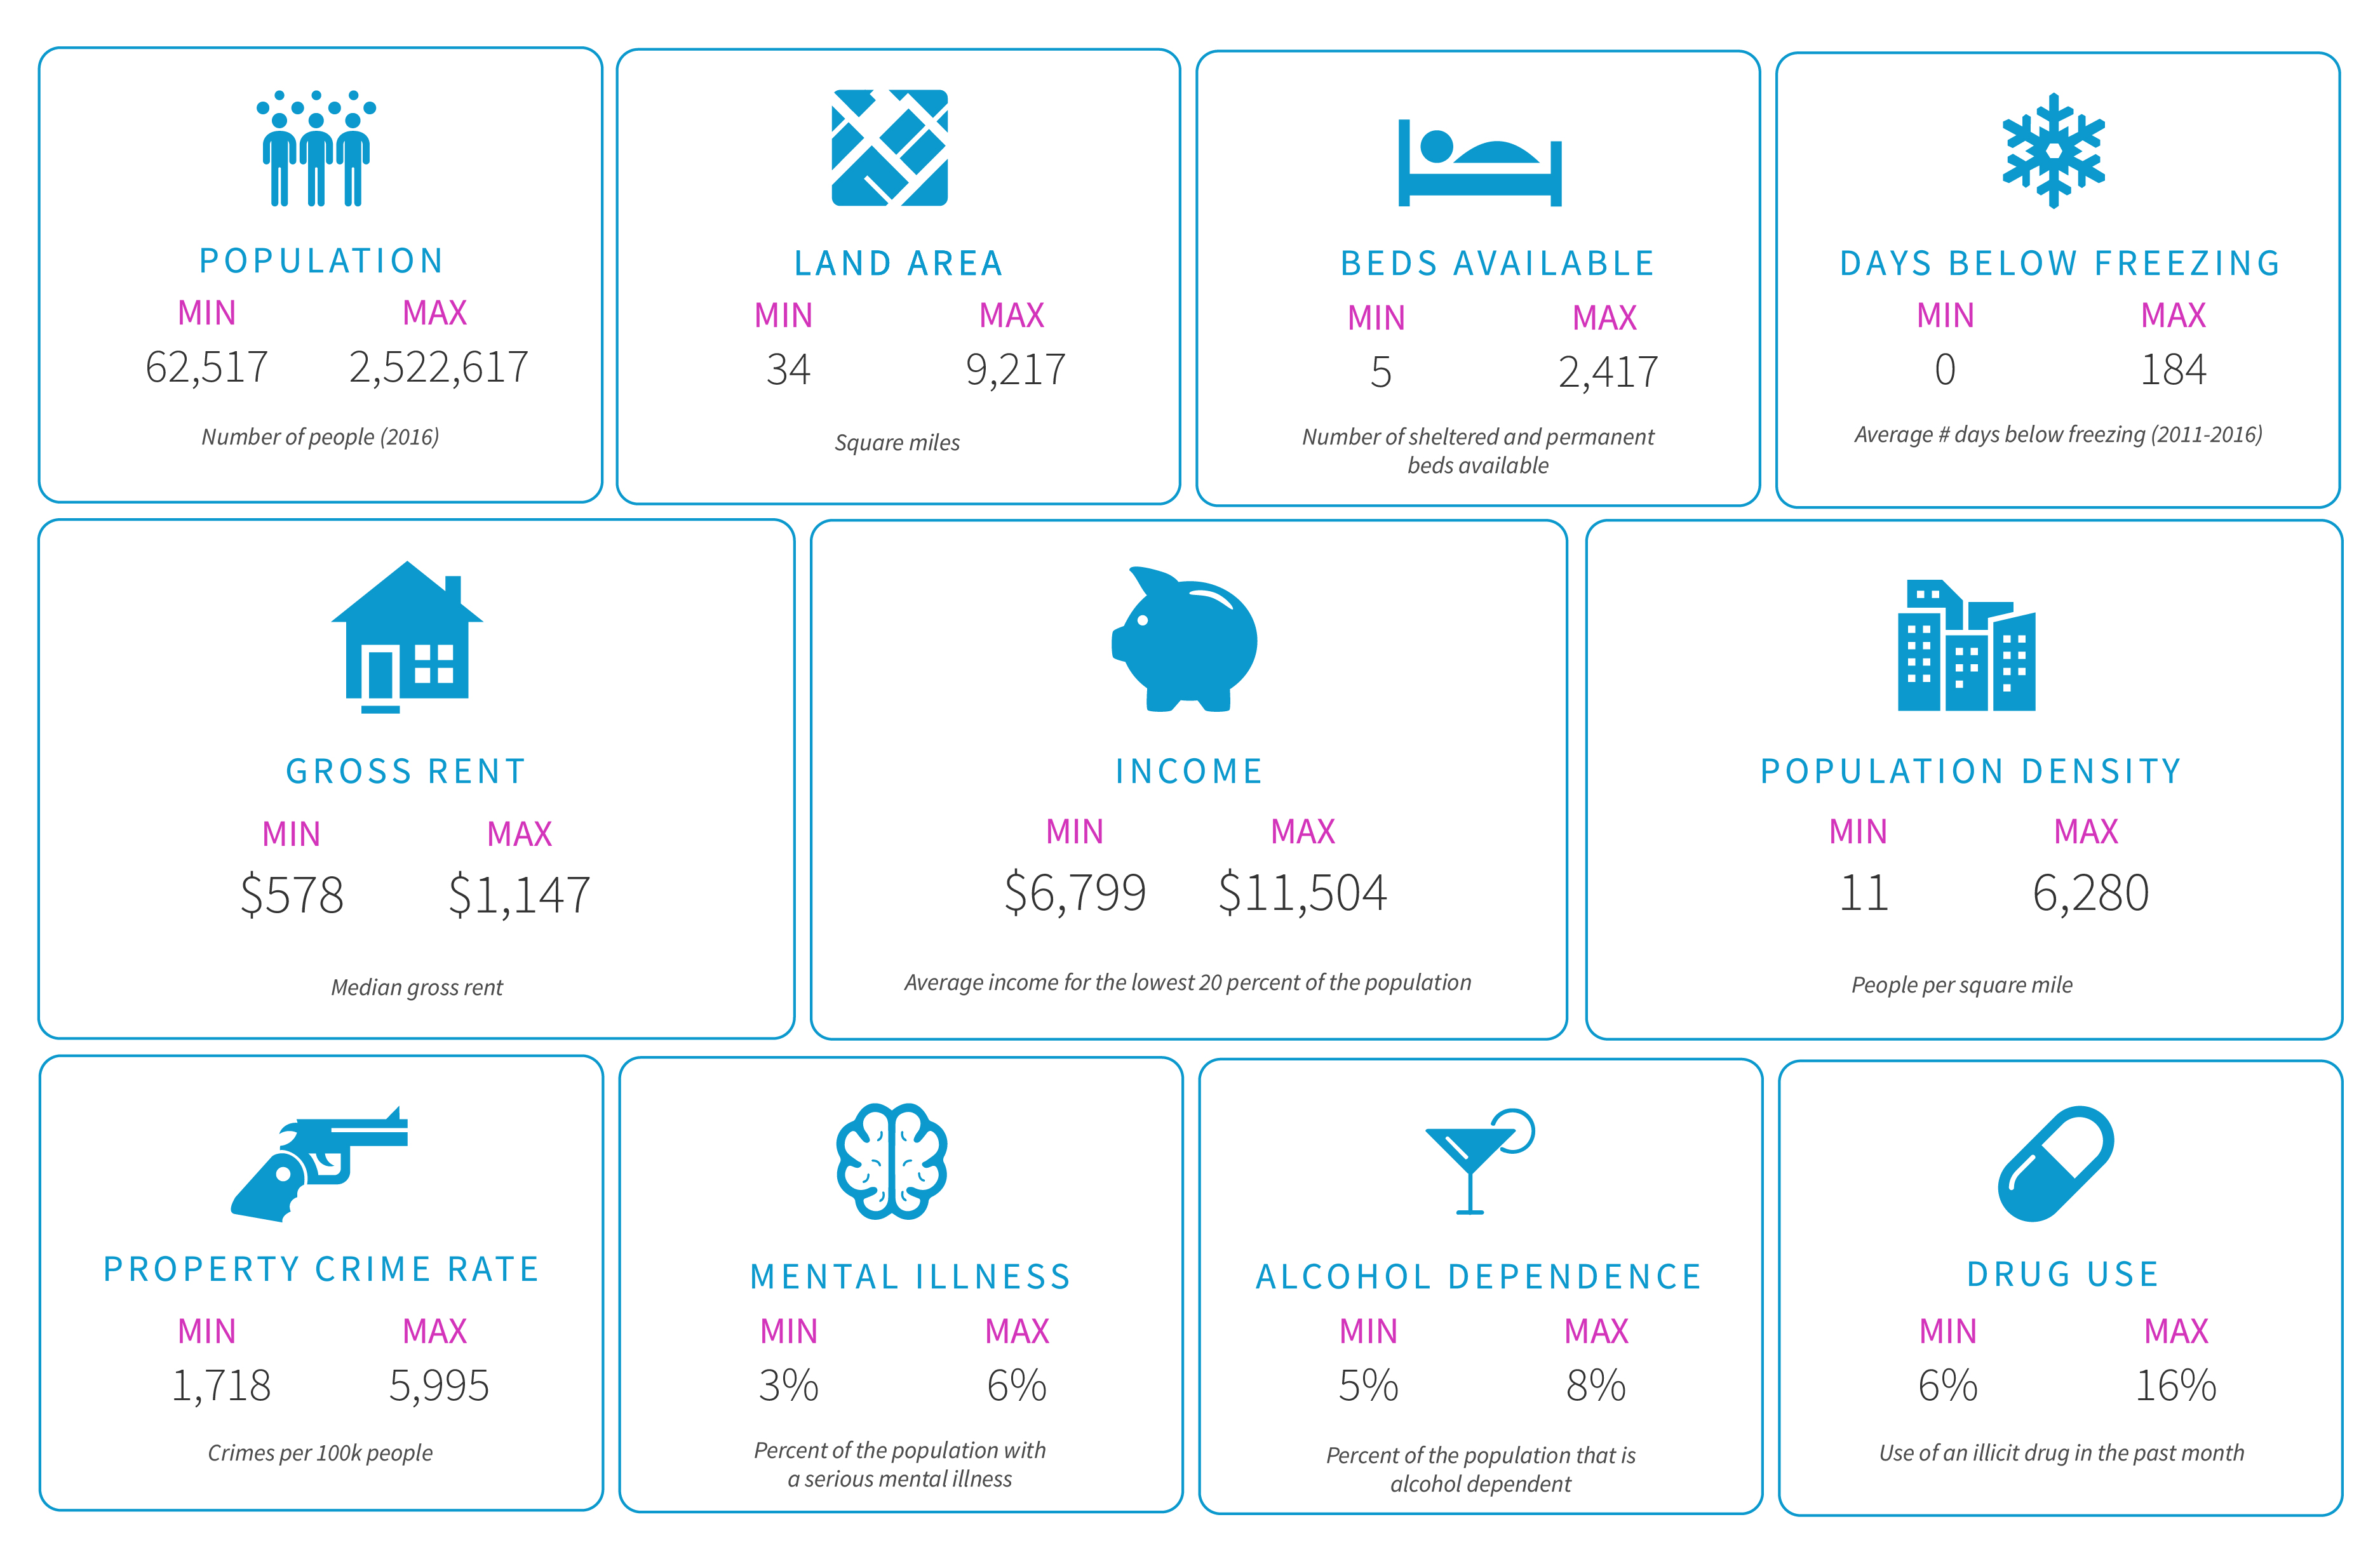 POPULATION
MIN MAX
62,517 2,522,617
Number of people (2016)
LAND AREA
MIN MAX
34 9,217
Square miles
BEDS AVAILABLE
MIN MAX
5 2,417
Number of sheltered and permanent
beds available
DAYS BELOW FREEZING
MIN MAX
0 184
Average # days below freezing (2011-2016)
GROSS RENT
MIN MAX
$578 $1,147
Median gross rent
INCOME
MIN MAX
$6,799 $11,504
Average income for the lowest 20 percent of the population
POPULATION DENSITY
MIN MAX
11 6,280
People per square mile
PROPERTY CRIME RATE
MIN MAX
1,718 5,995
Crimes per 100k people
MENTAL ILLNESS
MIN MAX
3% 6%
Percent of the population with
a serious mental illness
ALCOHOL DEPENDENCE
MIN MAX
5% 8%
Percent of the population that is
alcohol dependent
DRUG USE
MIN MAX
6% 16%
Use of an illicit drug in the past month